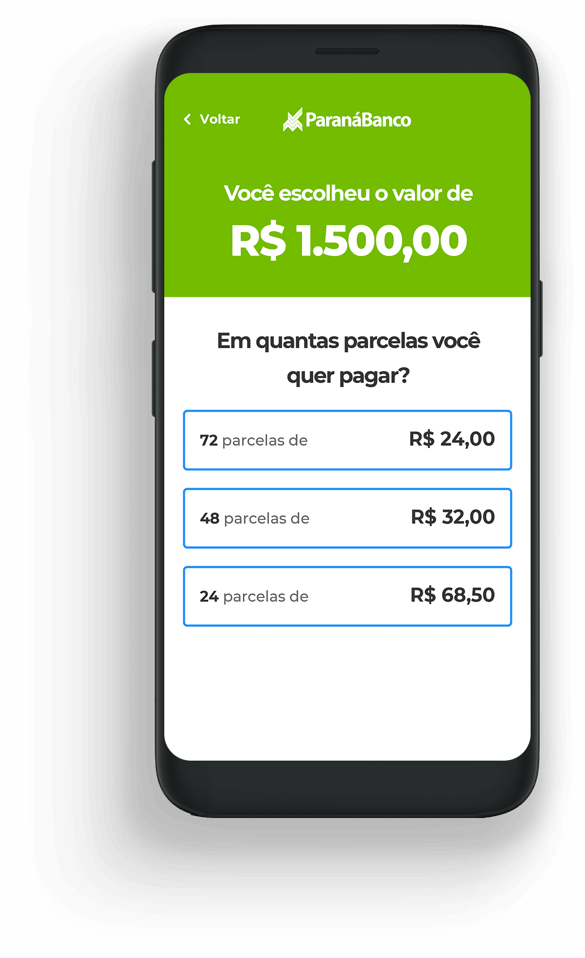 Voltar
ParanáBanco
Você escolheu o valor de
R$ 1.500,00
Em quantas parcelas você
quer pagar?
72 parcelas de R$ 24,00
48 parcelas de R$ 32,00
24 parcelas de R$ 68,50